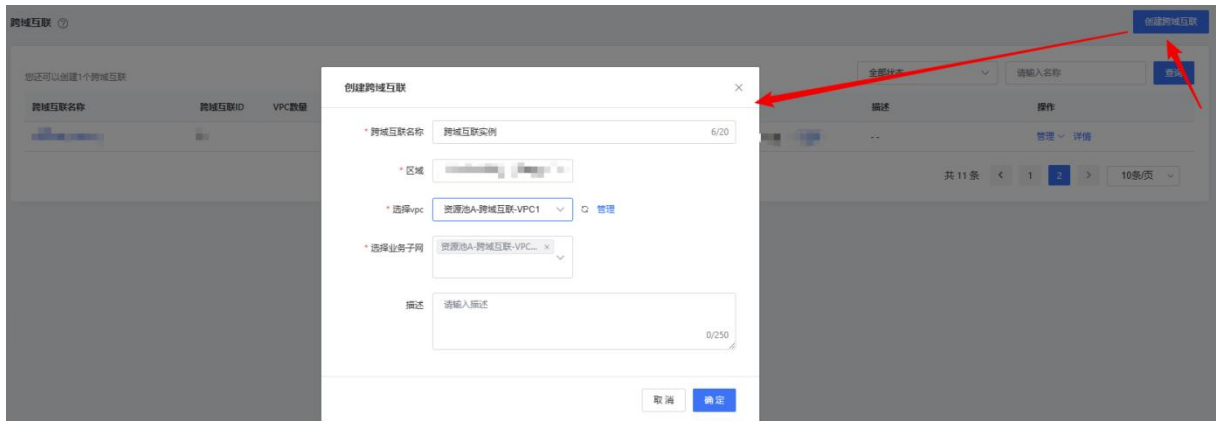 跨域互联
创建跨域互联
您还可以创建1个跨域互联
全部状态
请输入名称
查询
跨域互联名称 跨域互联ID VPC数量 描述 操作
-- 管理 详情
共 11 条 1 2 10条/页
创建跨域互联
* 跨域互联名称 跨域互联实例 6/20
* 区域
* 选择vpc 资源池A-跨域互联-VPC1 管理
* 选择业务子网 资源池A-跨域互联-VPC...
描述 请输入描述
0/250
取消 确定